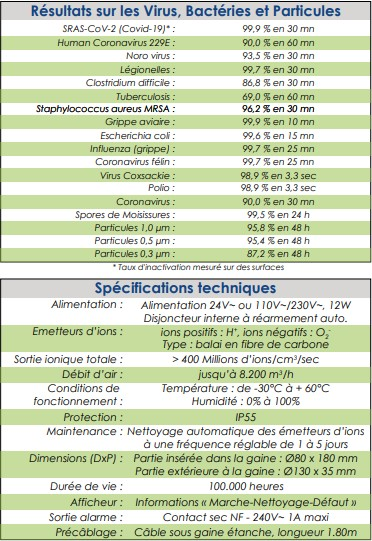 Résultats sur les Virus, Bactéries et Particules
SRAS-CoV-2 (Covid-19)* : 99,9 % en 30 mn
Human Coronavirus 229E : 90,0 % en 60 mn
Noro virus : 93,5 % en 30 mn
Légionelles : 99,7 % en 30 mn
Clostridium difficile : 86,8 % en 30 mn
Tuberculosis : 69,0 % en 60 mn
Staphylococcus aureus MRSA : 96,2 % en 30 mn
Grippe aviaire : 99,9 % en 10 mn
Escherichia coli : 99,6 % en 15 mn
Influenza (grippe) : 99,7 % en 25 mn
Coronavirus félin : 99,7 % en 25 mn
Virus Coxsackie : 98,9 % en 3,3 sec
Polio : 98,9 % en 3,3 sec
Coronavirus : 90,0 % en 30 mn
Spores de Moisissures : 99,5 % en 24 h
Particules 1,0 µm : 95,8 % en 48 h
Particules 0,5 µm : 95,4 % en 48 h
Particules 0,3 µm : 87,2 % en 48 h
* Taux d'inactivation mesuré sur des surfaces
Spécifications techniques
Alimentation : Alimentation 24V~ ou 110V~/230V~, 12W
Disjoncteur interne à réarmement auto.
Emetteurs d'ions : ions positifs : H⁺, ions négatifs : O₂⁻
Type : balai en fibre de carbone
Sortie ionique totale : > 400 Millions d'ions/cm³/sec
Débit d'air : jusqu'à 8.200 m³/h
Conditions de Température : de -30°C à + 60°C
fonctionnement : Humidité : 0% à 100%
Protection : IP55
Maintenance : Nettoyage automatique des émetteurs d'ions
à une fréquence réglable de 1 à 5 jours
Dimensions (DxP) : Partie insérée dans la gaine : Ø80 x 180 mm
Partie extérieure à la gaine : Ø130 x 35 mm
Durée de vie : 100.000 heures
Afficheur : Informations « Marche-Nettoyage-Défaut »
Sortie alarme : Contact sec NF - 240V~ 1A maxi
Précâblage : Câble sous gaine étanche, longueur 1.80m